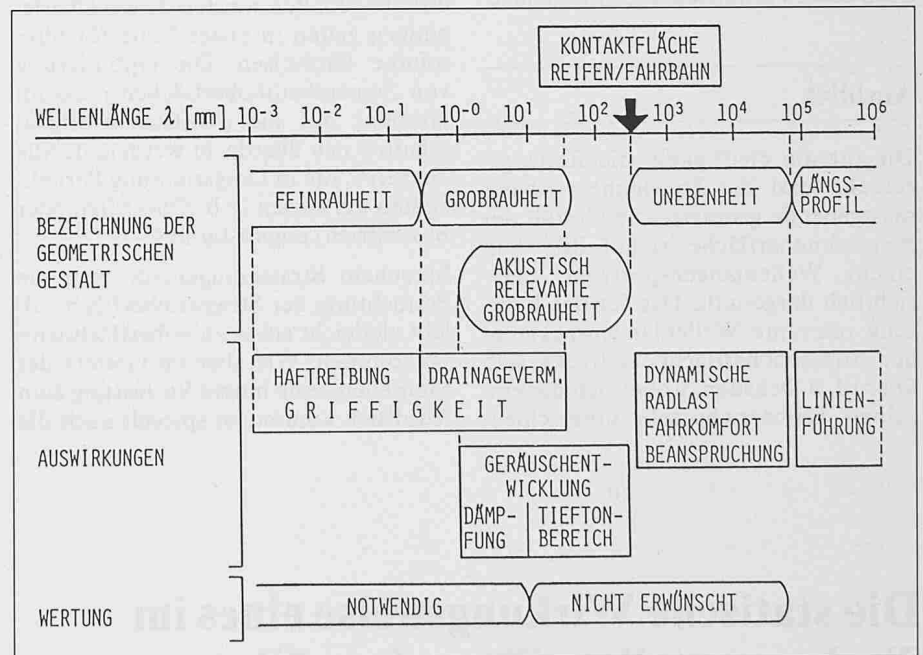 KONTAKTFLÄCHE
REIFEN/FAHRBAHN
WELLENLÄNGE λ [mm] 10-3 10-2 10-1 10-0 10¹ 10² 10³ 10⁴ 10⁵ 10⁶
BEZEICHNUNG DER
GEOMETRISCHEN
GESTALT
FEINRAUHEIT
GROBRAUHEIT
UNEBENHEIT
LÄNGS-
PROFIL
AKUSTISCH
RELEVANTE
GROBRAUHEIT
AUSWIRKUNGEN
HAFTREIBUNG
DRAINAGEVERM.
GRIFFIGKEIT
DYNAMISCHE
RADLAST
FAHRKOMFORT
BEANSPRUCHUNG
LINIEN-
FÜHRUNG
GERÄUSCHENT-
WICKLUNG
DÄMP-
FUNG
TIEFTON-
BEREICH
WERTUNG
NOTWENDIG
NICHT ERWÜNSCHT